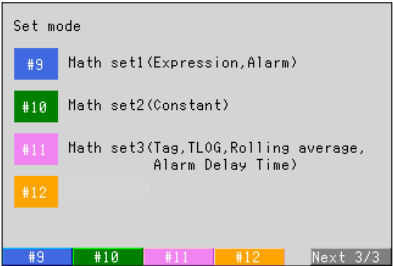 Set mode
#9 Math set1(Expression,Alarm)
#10 Math set2(Constant)
#11 Math set3(Tag,TLOG,Rolling average,
Alarm Delay Time)
#12
#9 #10 #11 #12 Next 3/3